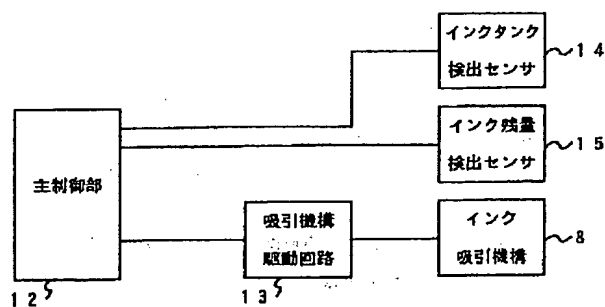 インクタンク
検出センサ
14
インク残量
検出センサ
15
主制御部
12
吸引機構
駆動回路
13
インク
吸引機構
8